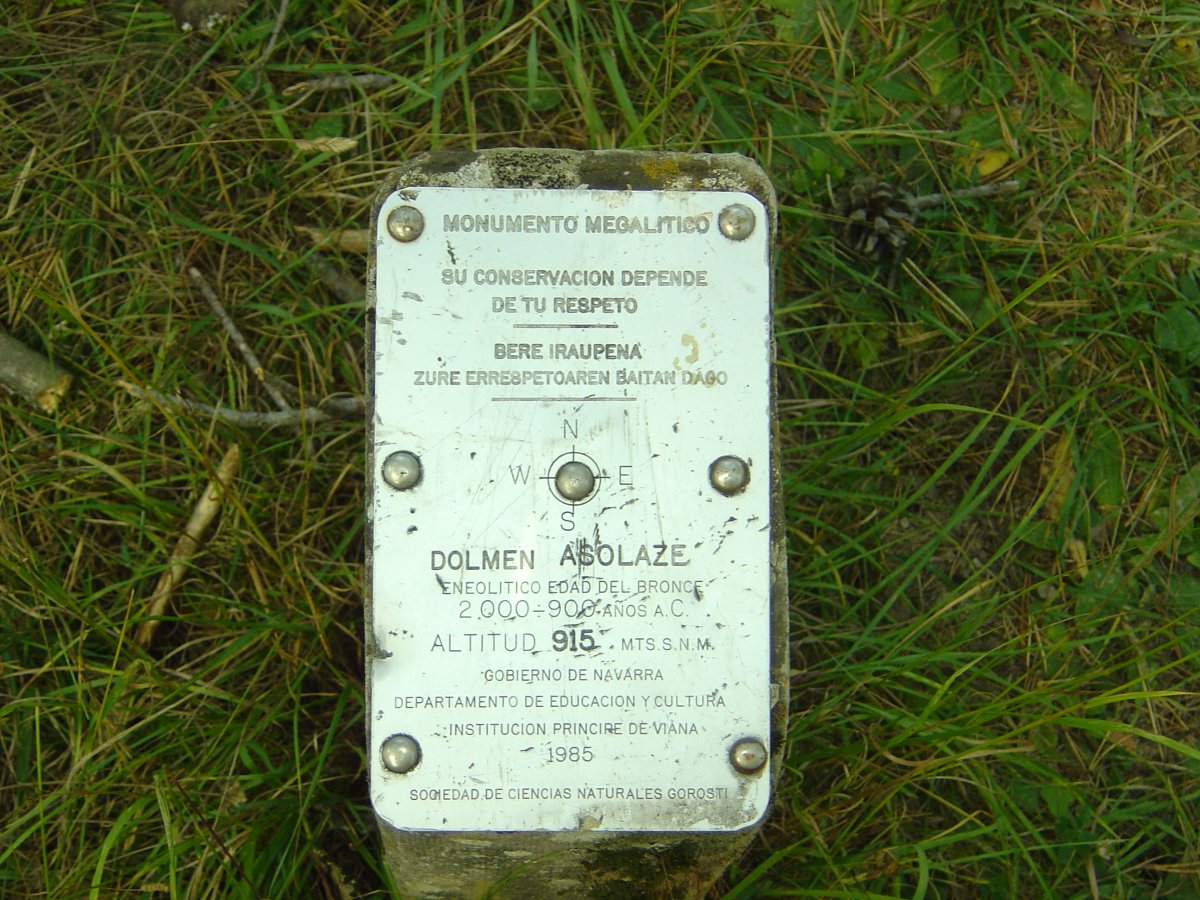 MONUMENTO MEGALITICO
SU CONSERVACION DEPENDE
DE TU RESPETO
BERE IRAUPENA
ZURE ERRESPETOAREN BAITAN DAGO
N
W E
S
DOLMEN ASOLAZE
ENEOLITICO EDAD DEL BRONCE
2.000-900 AÑOS A.C.
ALTITUD 915 MTS.S.N.M.
GOBIERNO DE NAVARRA
DEPARTAMENTO DE EDUCACION Y CULTURA
INSTITUCION PRINCIPE DE VIANA
1985
SOCIEDAD DE CIENCIAS NATURALES GOROSTI